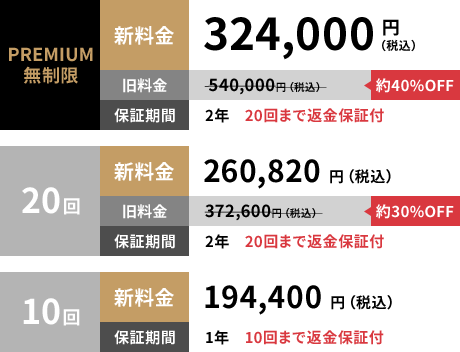 PREMIUM
無制限
新料金
324,000円
(税込)
旧料金
540,000円(税込)
約40%OFF
保証期間
2年 20回まで返金保証付
20回
新料金
260,820 円(税込)
旧料金
372,600円(税込)
約30%OFF
保証期間
2年 20回まで返金保証付
10回
新料金
194,400 円(税込)
保証期間
1年 10回まで返金保証付